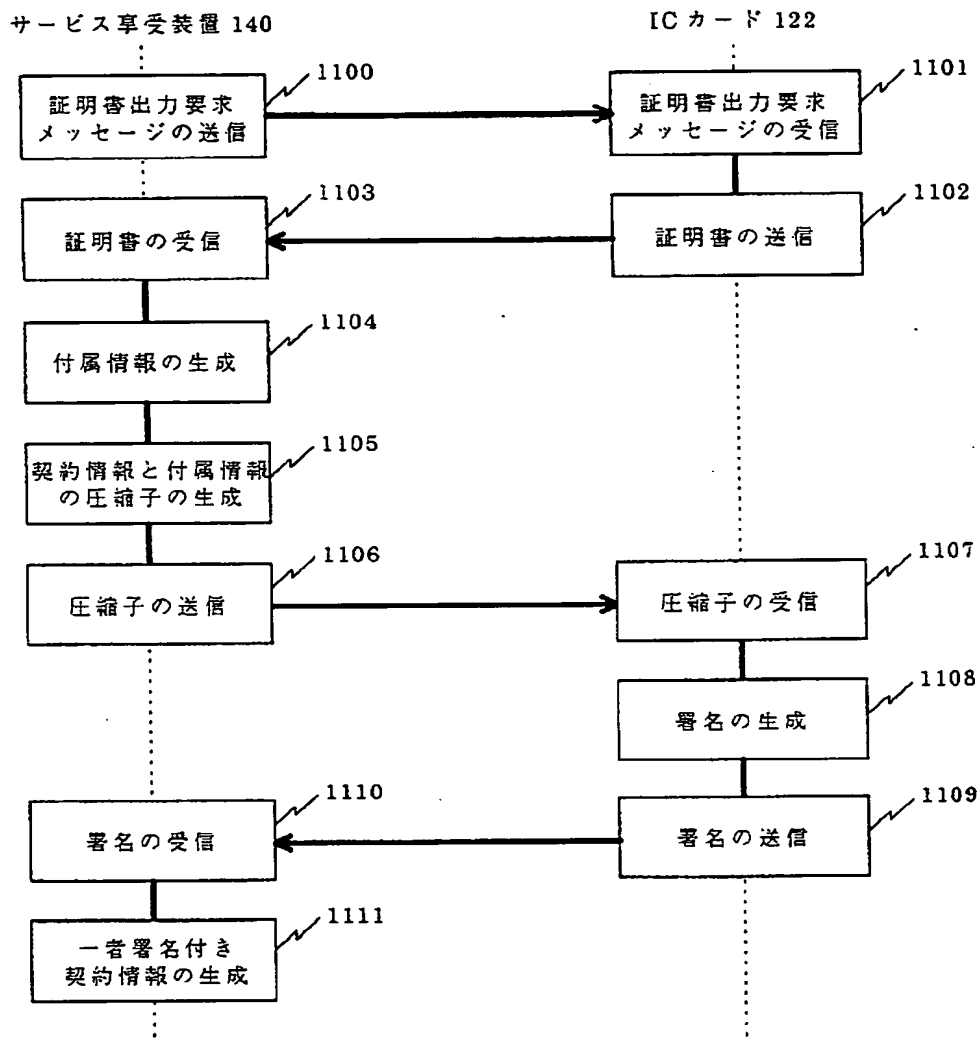 サービス享受装置 140
ICカード 122
1100
証明書出力要求
メッセージの送信
1101
証明書出力要求
メッセージの受信
1103
証明書の受信
1102
証明書の送信
1104
付属情報の生成
1105
契約情報と付属情報
の圧縮子の生成
1106
圧縮子の送信
1107
圧縮子の受信
1108
署名の生成
1110
署名の受信
1109
署名の送信
1111
一者署名付き
契約情報の生成